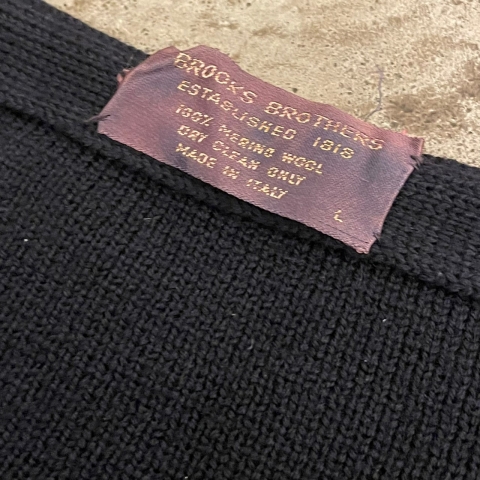 BROOKS BROTHERS
ESTABLISHED 1818
100% MERINO WOOL
DRY CLEAN ONLY
MADE IN ITALY
L